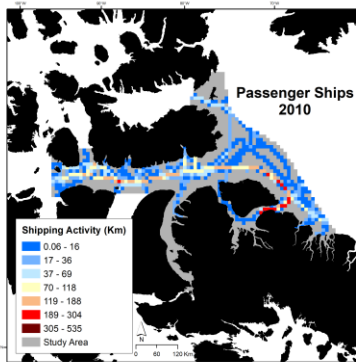 Passenger Ships
2010
Shipping Activity (Km)
0.06 - 16
17 - 36
37 - 69
70 - 118
119 - 188
189 - 304
305 - 535
Study Area
N
0 30 60 120 Km